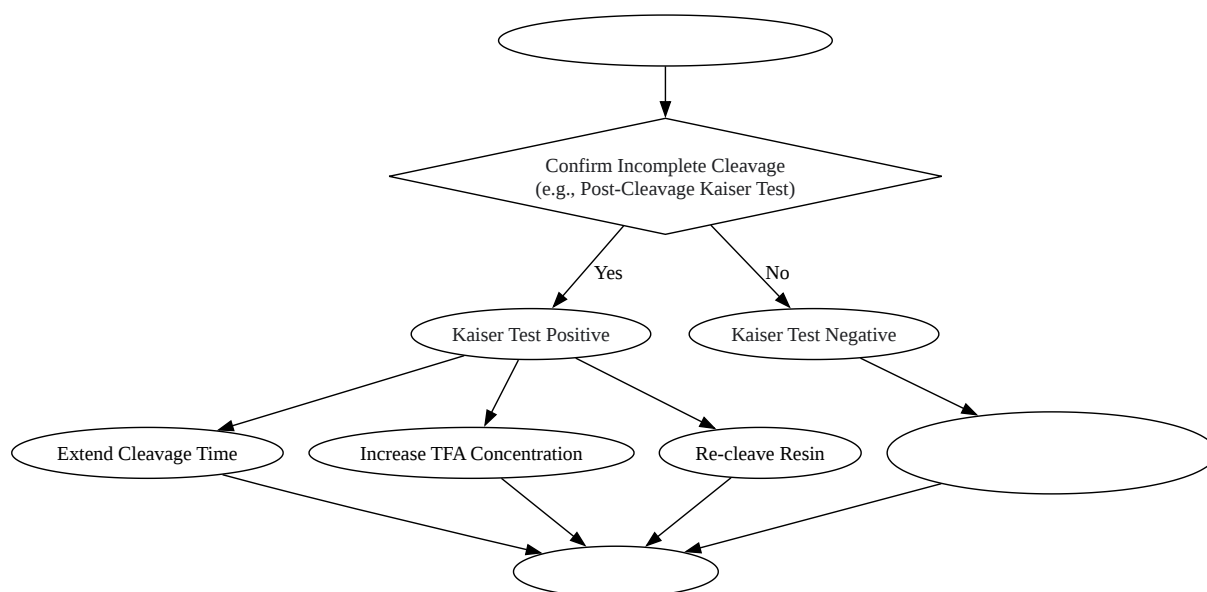 Confirm Incomplete Cleavage
(e.g., Post-Cleavage Kaiser Test)
Yes
No
Kaiser Test Positive
Kaiser Test Negative
Extend Cleavage Time
Increase TFA Concentration
Re-cleave Resin